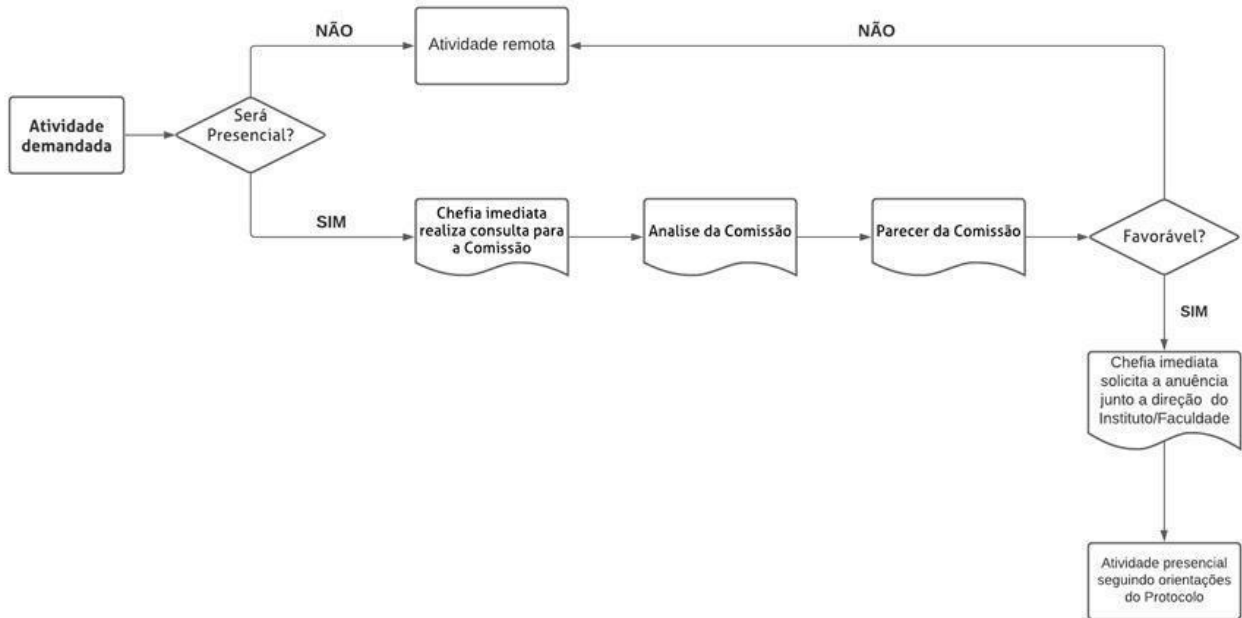 NÃO
Atividade remota
NÃO
Será
Presencial?
Atividade
demandada
SIM
Chefia imediata
realiza consulta para
a Comissão
Analise da Comissão
Parecer da Comissão
Favorável?
SIM
Chefia imediata
solicita a anuência
junto a direção do
Instituto/Faculdade
Atividade presencial
seguindo orientações
do Protocolo